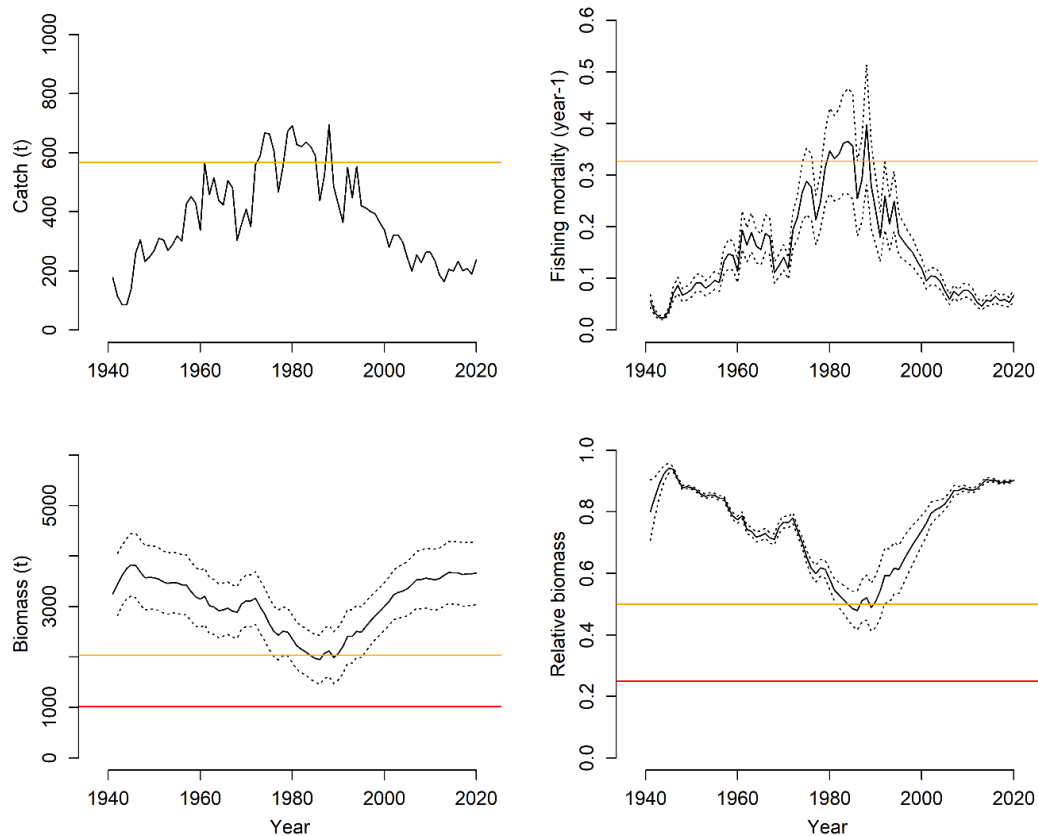 Catch (t)
0 200 400 600 800 1000
1940 1960 1980 2000 2020
Fishing mortality (year-1)
0.0 0.1 0.2 0.3 0.4 0.5 0.6
1940 1960 1980 2000 2020
Biomass (t)
0 1000 3000 5000
1940 1960 1980 2000 2020
Year
Relative biomass
0.0 0.2 0.4 0.6 0.8 1.0
1940 1960 1980 2000 2020
Year